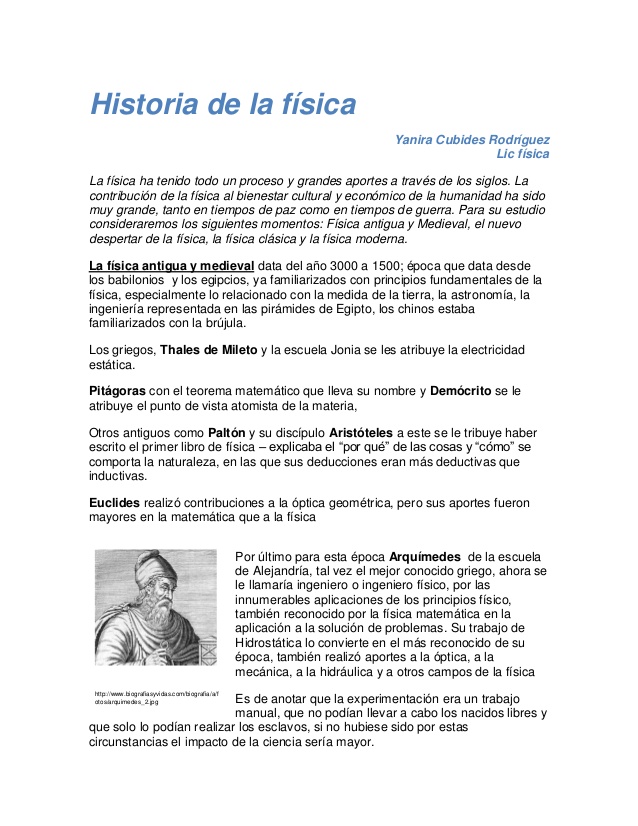 Historia de la física
Yanira Cubides Rodríguez
Lic física
La física ha tenido todo un proceso y grandes aportes a través de los siglos. La
contribución de la física al bienestar cultural y económico de la humanidad ha sido
muy grande, tanto en tiempos de paz como en tiempos de guerra. Para su estudio
consideraremos los siguientes momentos: Física antigua y Medieval, el nuevo
despertar de la física, la física clásica y la física moderna.
La física antigua y medieval data del año 3000 a 1500; época que data desde
los babilonios y los egipcios, ya familiarizados con principios fundamentales de la
física, especialmente lo relacionado con la medida de la tierra, la astronomía, la
ingeniería representada en las pirámides de Egipto, los chinos estaba
familiarizados con la brújula.
Los griegos, Thales de Mileto y la escuela Jonia se les atribuye la electricidad
estática.
Pitágoras con el teorema matemático que lleva su nombre y Demócrito se le
atribuye el punto de vista atomista de la materia,
Otros antiguos como Paltón y su discípulo Aristóteles a este se le tribuye haber
escrito el primer libro de física – explicaba el “por qué” de las cosas y “cómo” se
comporta la naturaleza, en las que sus deducciones eran más deductivas que
inductivas.
Euclides realizó contribuciones a la óptica geométrica, pero sus aportes fueron
mayores en la matemática que a la física
Por último para esta época Arquímedes de la escuela
de Alejandría, tal vez el mejor conocido griego, ahora se
le llamaría ingeniero o ingeniero físico, por las
innumerables aplicaciones de los principios físico,
también reconocido por la física matemática en la
aplicación a la solución de problemas. Su trabajo de
Hidrostática lo convierte en el más reconocido de su
época, también realizó aportes a la óptica, a la
mecánica, a la hidráulica y a otros campos de la física
http://www.biografiasyvidas.com/biografia/a/f
otos/arquimedes_2.jpg
Es de anotar que la experimentación era un trabajo
manual, que no podían llevar a cabo los nacidos libres y
que solo lo podían realizar los esclavos, si no hubiese sido por estas
circunstancias el impacto de la ciencia sería mayor.